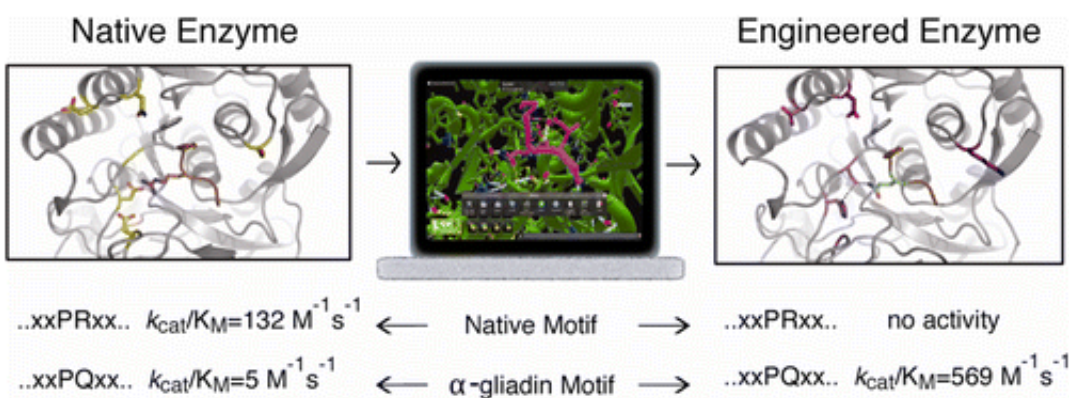 Native Enzyme
Engineered Enzyme
..xxPRxx.. kcat/KM=132 M⁻¹s⁻¹ ← Native Motif → ..xxPRxx.. no activity
..xxPQxx.. kcat/KM=5 M⁻¹s⁻¹ ← α-gliadin Motif → ..xxPQxx.. kcat/KM=569 M⁻¹s⁻¹